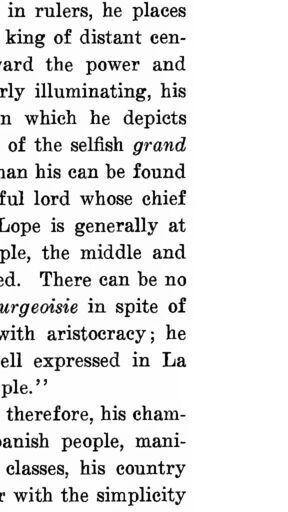 in rulers, he places
king of distant cen-
ard the power and
rly illuminating, his
n which he depicts
of the selfish grand
han his can be found
ful lord whose chief
Lope is generally at
ple, the middle and
ed. There can be no
urgeoisie in spite of
with aristocracy; he
ell expressed in La
ple.''
therefore, his cham-
anish people, mani-
classes, his country
r with the simplicity